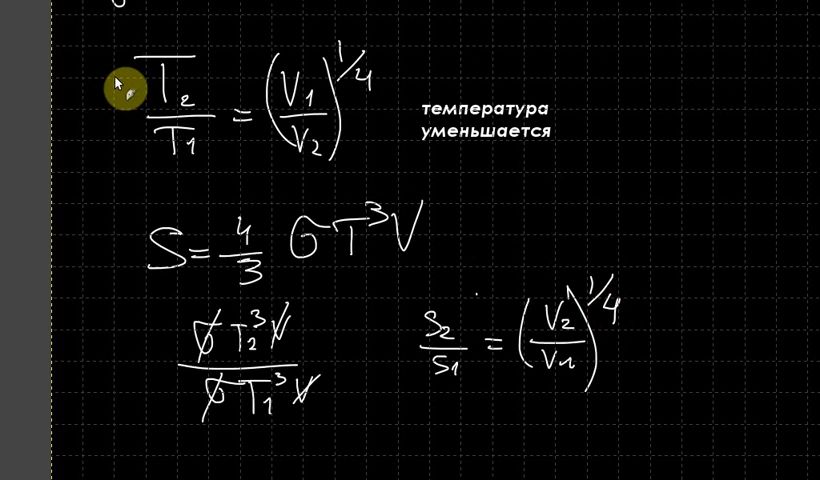 T₂/T₁ = (V₁/V₂)^1/4
температура
уменьшается
S = 4/3 σT³V
σT₂³V / σT₁³V
S₂/S₁ = (V₂/V₁)^1/4